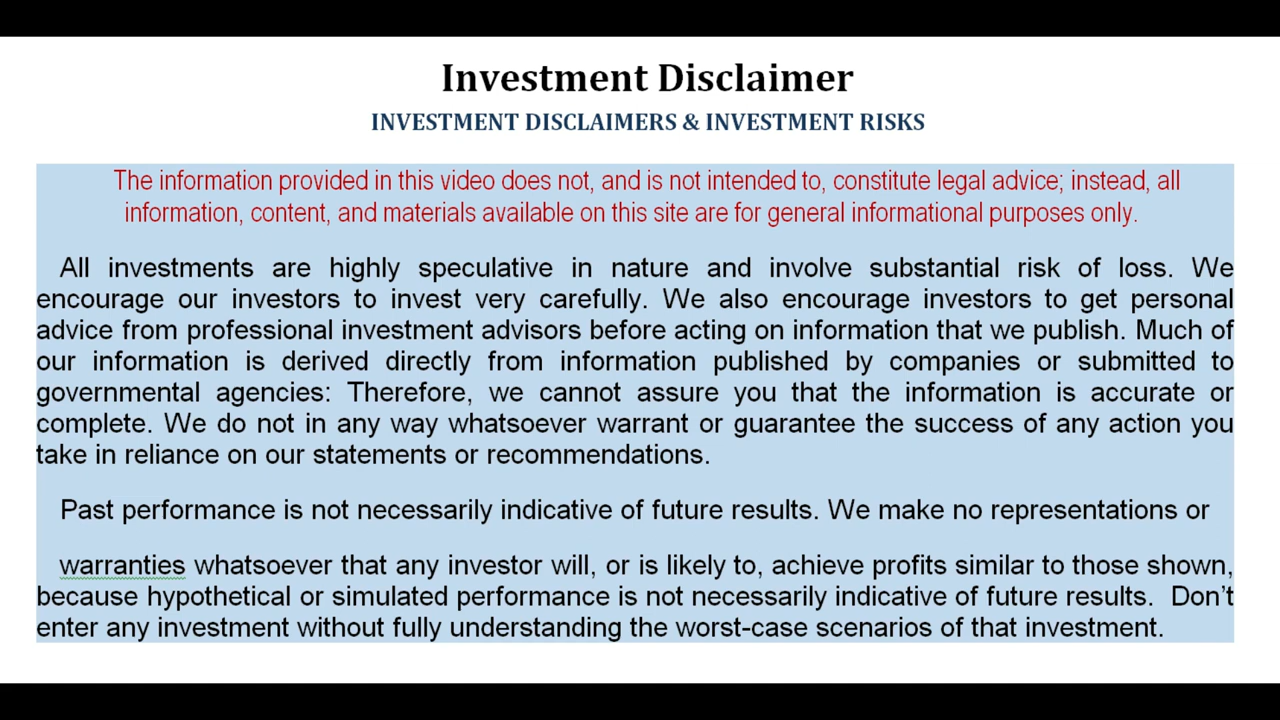 Investment Disclaimer
INVESTMENT DISCLAIMERS & INVESTMENT RISKS
The information provided in this video does not, and is not intended to, constitute legal advice; instead, all
information, content, and materials available on this site are for general informational purposes only.
All investments are highly speculative in nature and involve substantial risk of loss. We
encourage our investors to invest very carefully. We also encourage investors to get personal
advice from professional investment advisors before acting on information that we publish. Much of
our information is derived directly from information published by companies or submitted to
governmental agencies: Therefore, we cannot assure you that the information is accurate or
complete. We do not in any way whatsoever warrant or guarantee the success of any action you
take in reliance on our statements or recommendations.
Past performance is not necessarily indicative of future results. We make no representations or
warranties whatsoever that any investor will, or is likely to, achieve profits similar to those shown,
because hypothetical or simulated performance is not necessarily indicative of future results.  Don’t
enter any investment without fully understanding the worst-case scenarios of that investment.